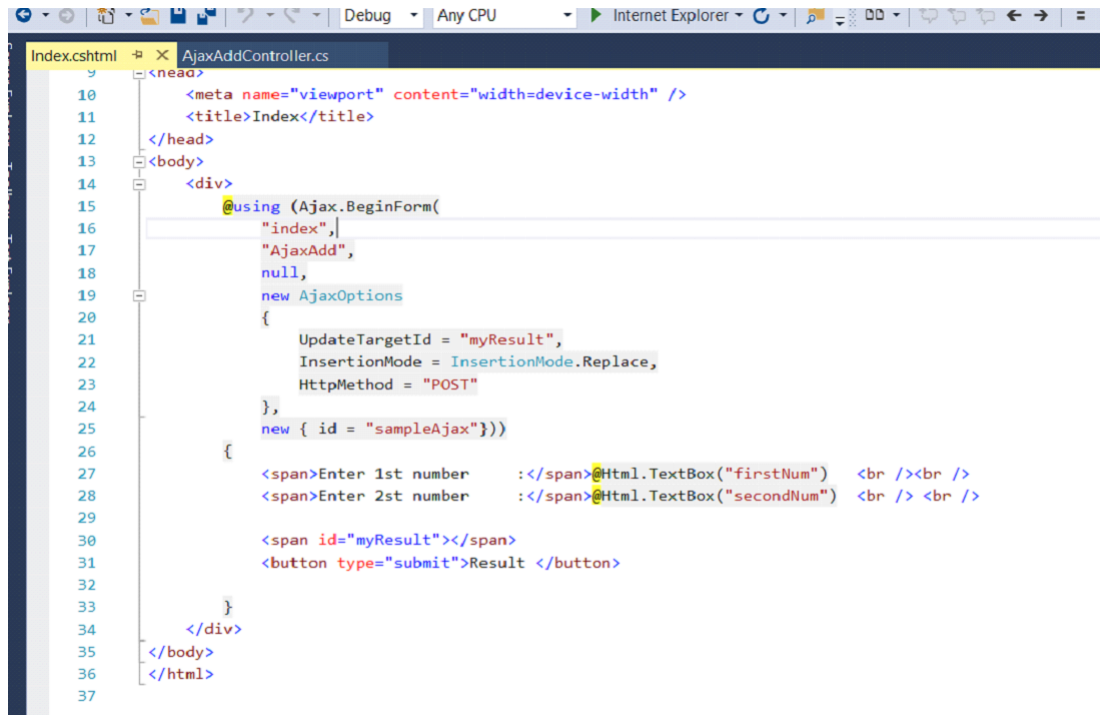 Debug Any CPU Internet Explorer
Index.cshtml AjaxAddController.cs
9 <head>
10 <meta name="viewport" content="width=device-width" />
11 <title>Index</title>
12 </head>
13 <body>
14 <div>
15 @using (Ajax.BeginForm(
16 "index",
17 "AjaxAdd",
18 null,
19 new AjaxOptions
20 {
21 UpdateTargetId = "myResult",
22 InsertionMode = InsertionMode.Replace,
23 HttpMethod = "POST"
24 },
25 new { id = "sampleAjax"}))
26 {
27 <span>Enter 1st number :</span>@Html.TextBox("firstNum") <br /><br />
28 <span>Enter 2st number :</span>@Html.TextBox("secondNum") <br /> <br />
29
30 <span id="myResult"></span>
31 <button type="submit">Result </button>
32
33 }
34 </div>
35 </body>
36 </html>
37